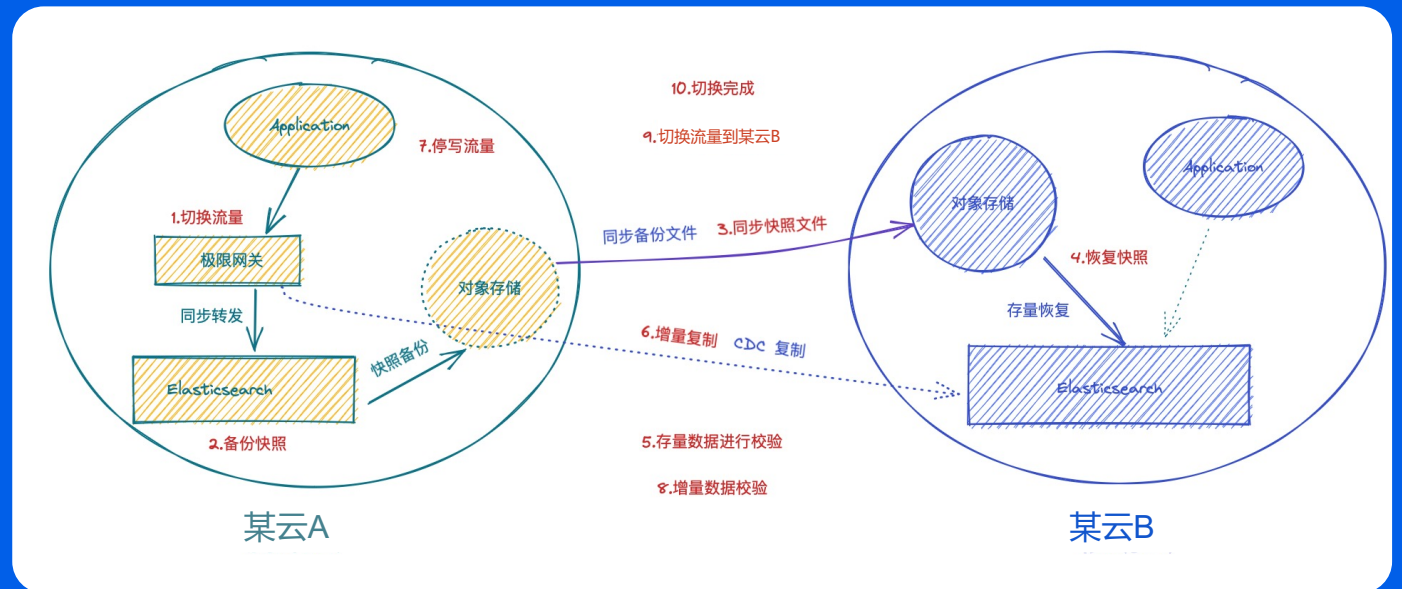 Application
7.停写流量
1.切换流量
极限网关
同步转发
Elasticsearch
2.备份快照
快照备份
对象存储
10.切换完成
9.切换流量到某云B
同步备份文件 3.同步快照文件
6.增量复制 CDC 复制
5.存量数据进行校验
8.增量数据校验
对象存储
Application
4.恢复快照
存量恢复
Elasticsearch
某云A
某云B